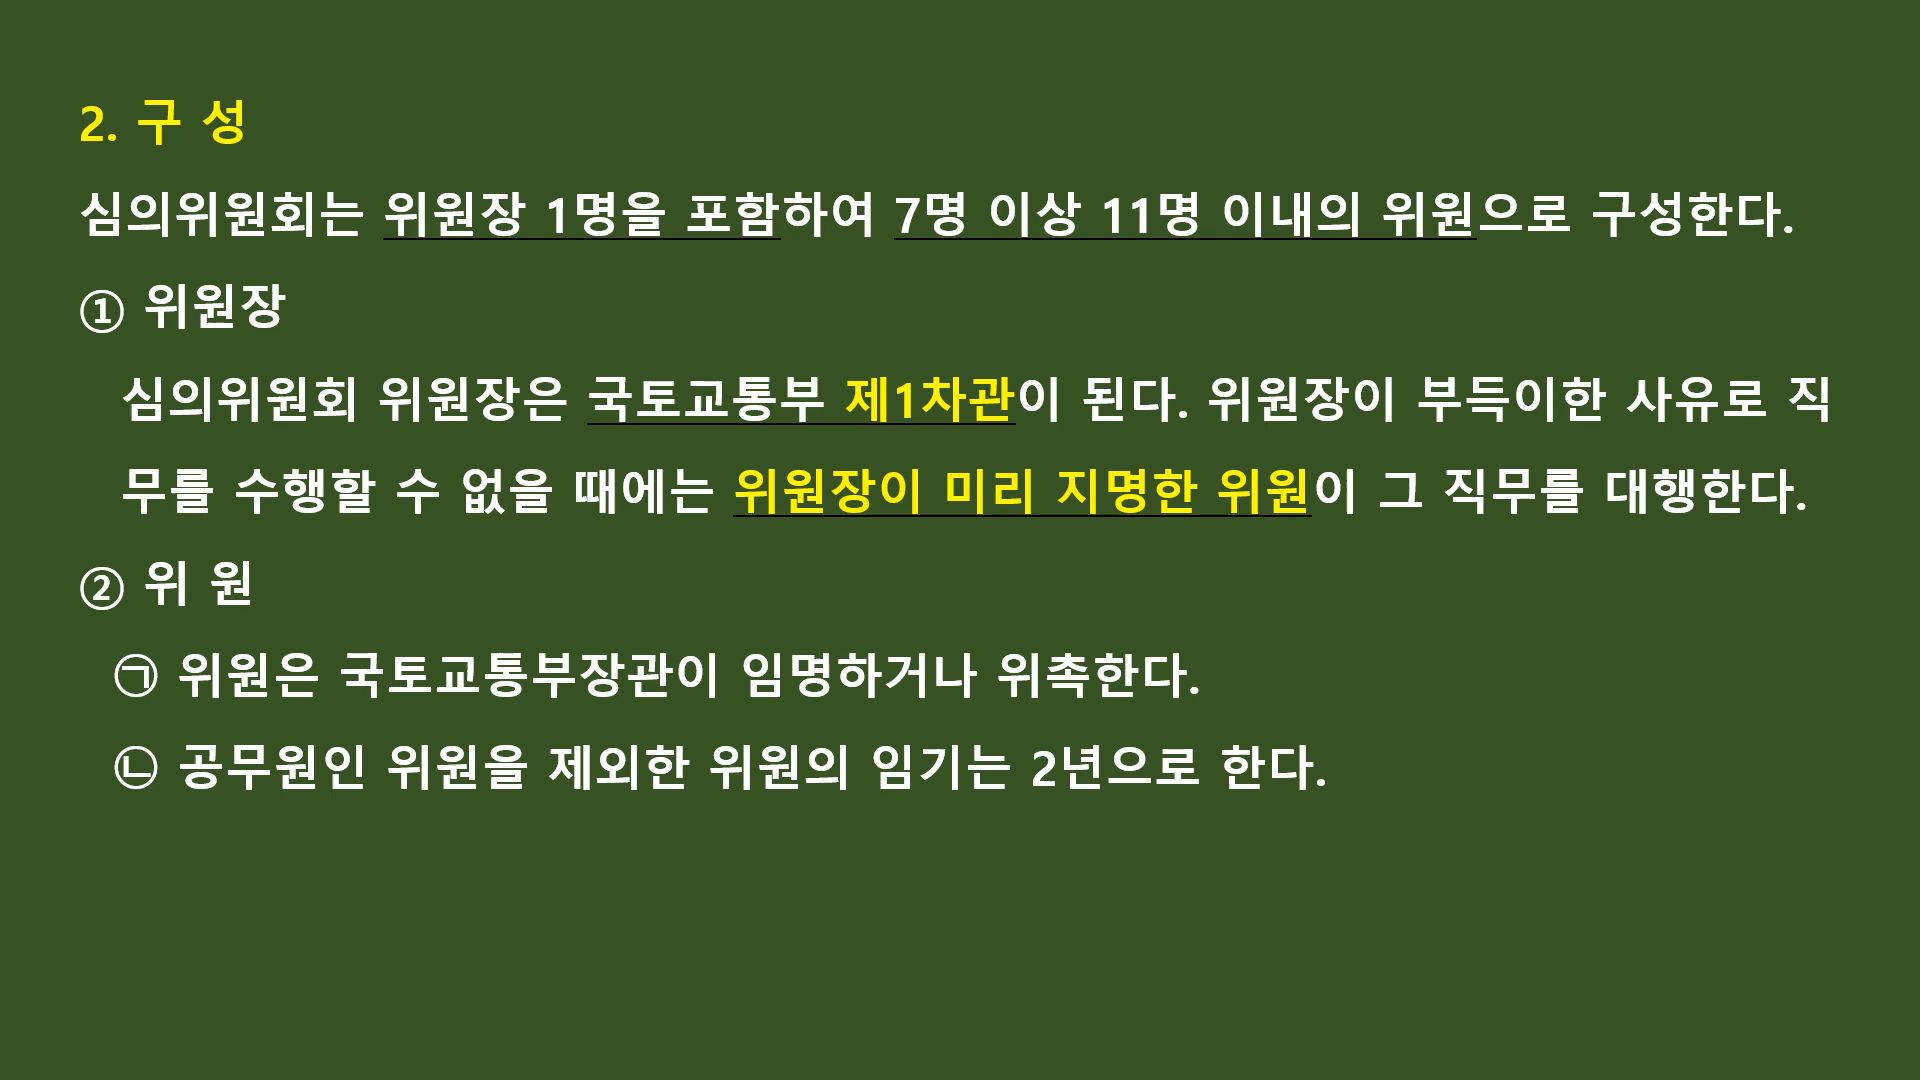 2. 구 성
심의위원회는 위원장 1명을 포함하여 7명 이상 11명 이내의 위원으로 구성한다.
① 위원장
심의위원회 위원장은 국토교통부 제1차관이 된다. 위원장이 부득이한 사유로 직
무를 수행할 수 없을 때에는 위원장이 미리 지명한 위원이 그 직무를 대행한다.
② 위 원
㉠ 위원은 국토교통부장관이 임명하거나 위촉한다.
㉡ 공무원인 위원을 제외한 위원의 임기는 2년으로 한다.